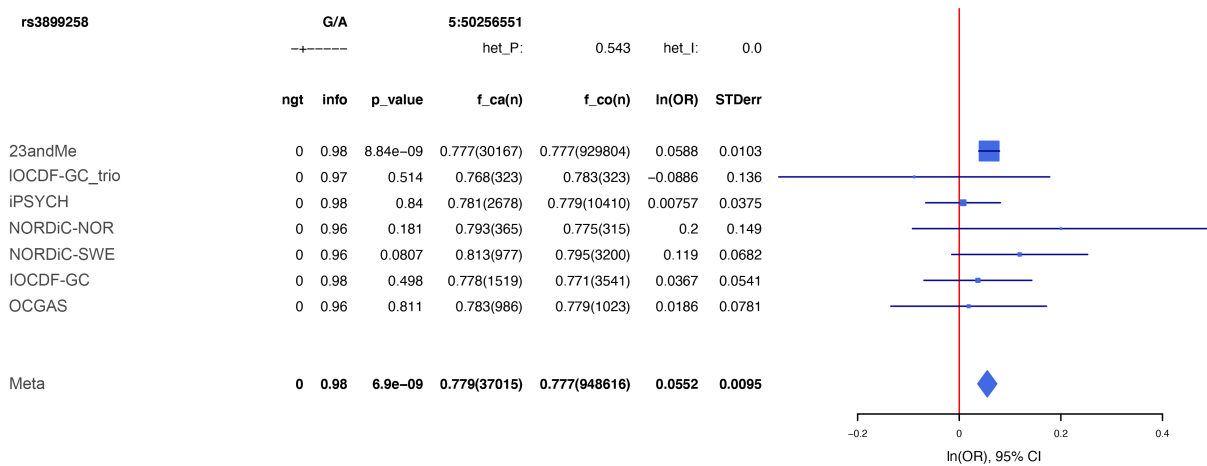 rs3899258 G/A 5:50256551
−+−−−−− het_P: 0.543 het_I: 0.0
ngt info p_value f_ca(n) f_co(n) ln(OR) STDerr
23andMe 0 0.98 8.84e−09 0.777(30167) 0.777(929804) 0.0588 0.0103
IOCDF-GC_trio 0 0.97 0.514 0.768(323) 0.783(323) −0.0886 0.136
iPSYCH 0 0.98 0.84 0.781(2678) 0.779(10410) 0.00757 0.0375
NORDiC-NOR 0 0.96 0.181 0.793(365) 0.775(315) 0.2 0.149
NORDiC-SWE 0 0.96 0.0807 0.813(977) 0.795(3200) 0.119 0.0682
IOCDF-GC 0 0.98 0.498 0.778(1519) 0.771(3541) 0.0367 0.0541
OCGAS 0 0.96 0.811 0.783(986) 0.779(1023) 0.0186 0.0781
Meta 0 0.98 6.9e−09 0.779(37015) 0.777(948616) 0.0552 0.0095
−0.2 0 0.2 0.4
ln(OR), 95% CI